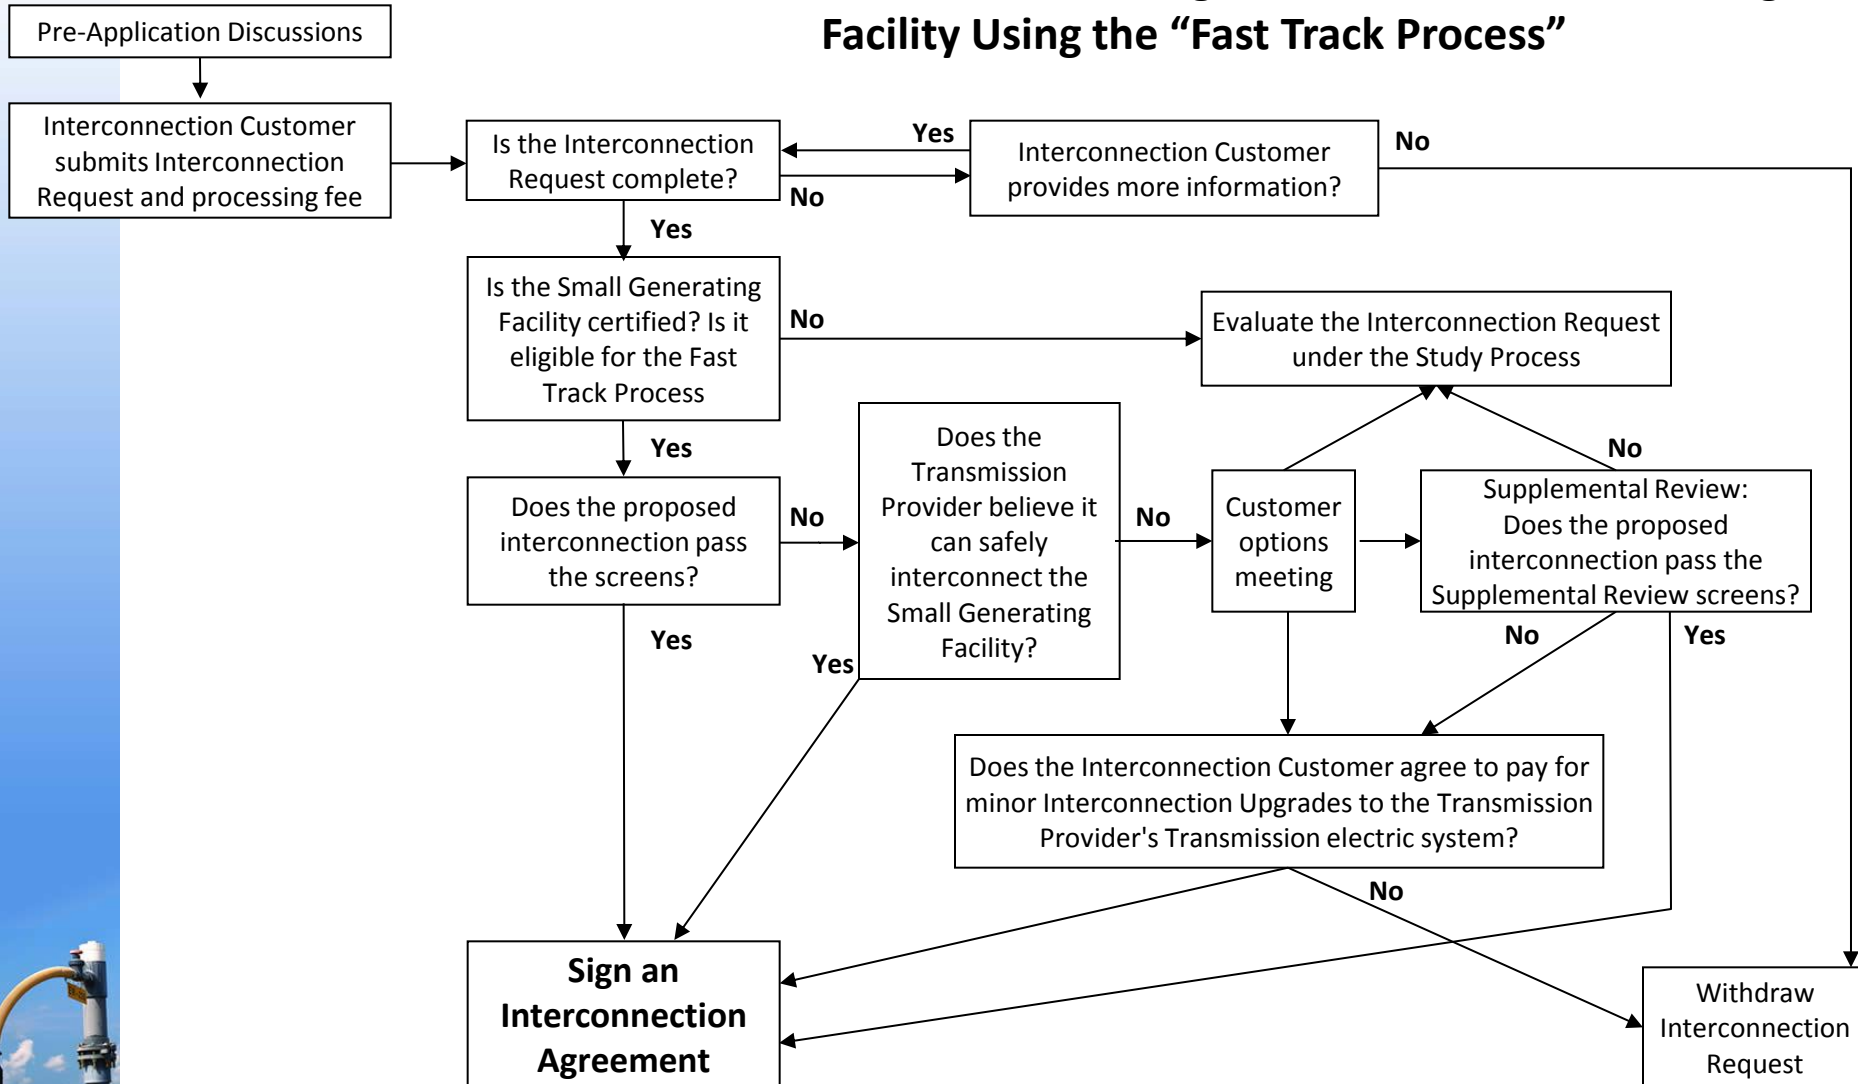 Facility Using the “Fast Track Process”
Pre-Application Discussions
Interconnection Customer
submits Interconnection
Request and processing fee
Is the Interconnection
Request complete?
Yes
No
Interconnection Customer
provides more information?
No
Yes
Is the Small Generating
Facility certified? Is it
eligible for the Fast
Track Process
No
Evaluate the Interconnection Request
under the Study Process
Yes
Does the proposed
interconnection pass
the screens?
No
Does the
Transmission
Provider believe it
can safely
interconnect the
Small Generating
Facility?
No
Customer
options
meeting
No
Supplemental Review:
Does the proposed
interconnection pass the
Supplemental Review screens?
Yes
Yes
No
Yes
Does the Interconnection Customer agree to pay for
minor Interconnection Upgrades to the Transmission
Provider's Transmission electric system?
No
Sign an
Interconnection
Agreement
Withdraw
Interconnection
Request